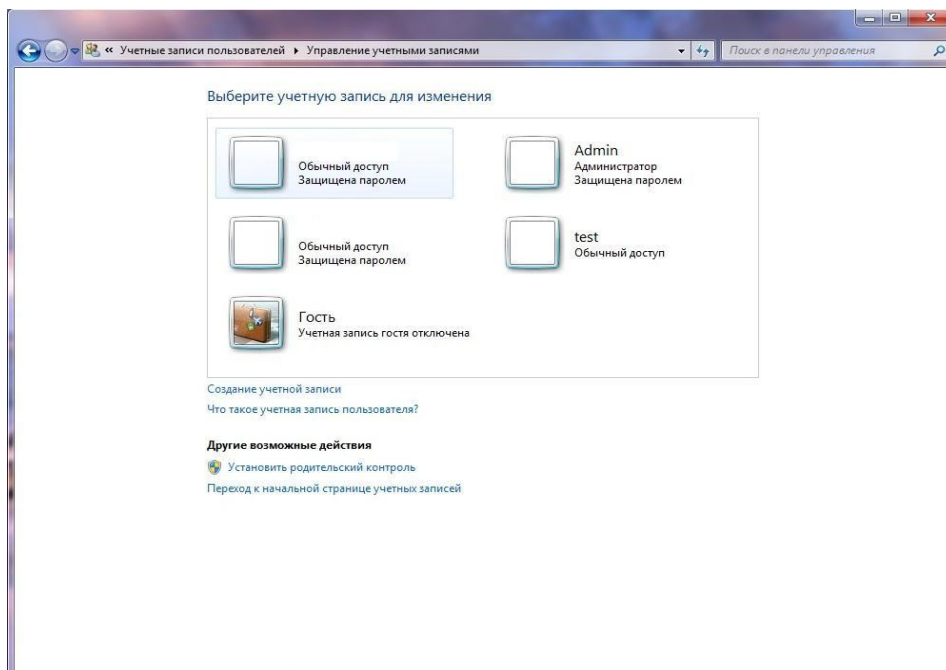 « Учетные записи пользователей ▸ Управление учетными записями
Поиск в панели управления
Выберите учетную запись для изменения
Обычный доступ
Защищена паролем
Admin
Администратор
Защищена паролем
Обычный доступ
Защищена паролем
test
Обычный доступ
Гость
Учетная запись гостя отключена
Создание учетной записи
Что такое учетная запись пользователя?
Другие возможные действия
Установить родительский контроль
Переход к начальной странице учетных записей